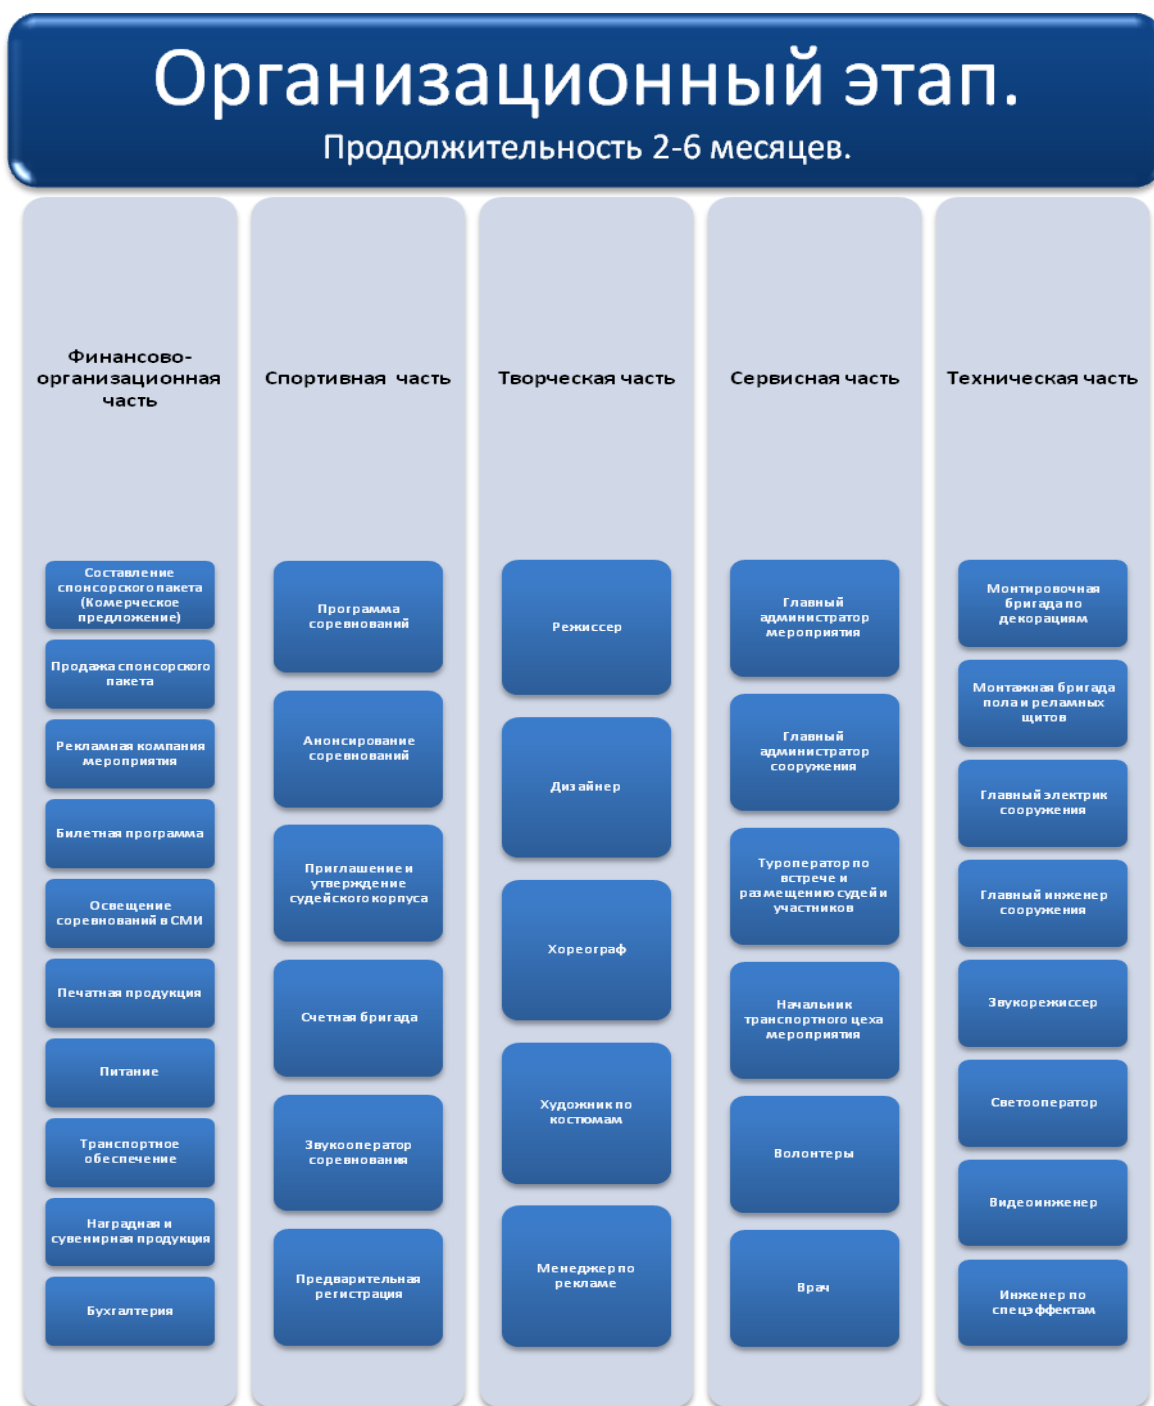 Организационный этап.
Продолжительность 2-6 месяцев.
Финансово-
организационная
часть
Составление
спонсорского пакета
(Комерческое
предложение)
Продажа спонсорского
пакета
Рекламная компания
мероприятия
Билетная программа
Освещение
соревнований в СМИ
Печатная продукция
Питание
Транспортное
обеспечение
Наградная и
сувенирная продукция
Бухгалтерия
Спортивная часть
Программа
соревнований
Анонсирование
соревнований
Приглашение и
утверждение
судейского корпуса
Счетная бригада
Звукооператор
соревнования
Предварительная
регистрация
Творческая часть
Режиссер
Дизайнер
Хореограф
Художник по
костюмам
Менеджер по
рекламе
Сервисная часть
Главный
администратор
мероприятия
Главный
администратор
сооружения
Туроператор по
встрече и
размещению судей и
участников
Начальник
транспортного цеха
мероприятия
Волонтеры
Врач
Техническая часть
Монтировочная
бригада по
декорациям
Монтажная бригада
пола и реламных
щитов
Главный электрик
сооружения
Главный инженер
сооружения
Звукорежиссер
Светооператор
Видеоинженер
Инженер по
спецэффектам